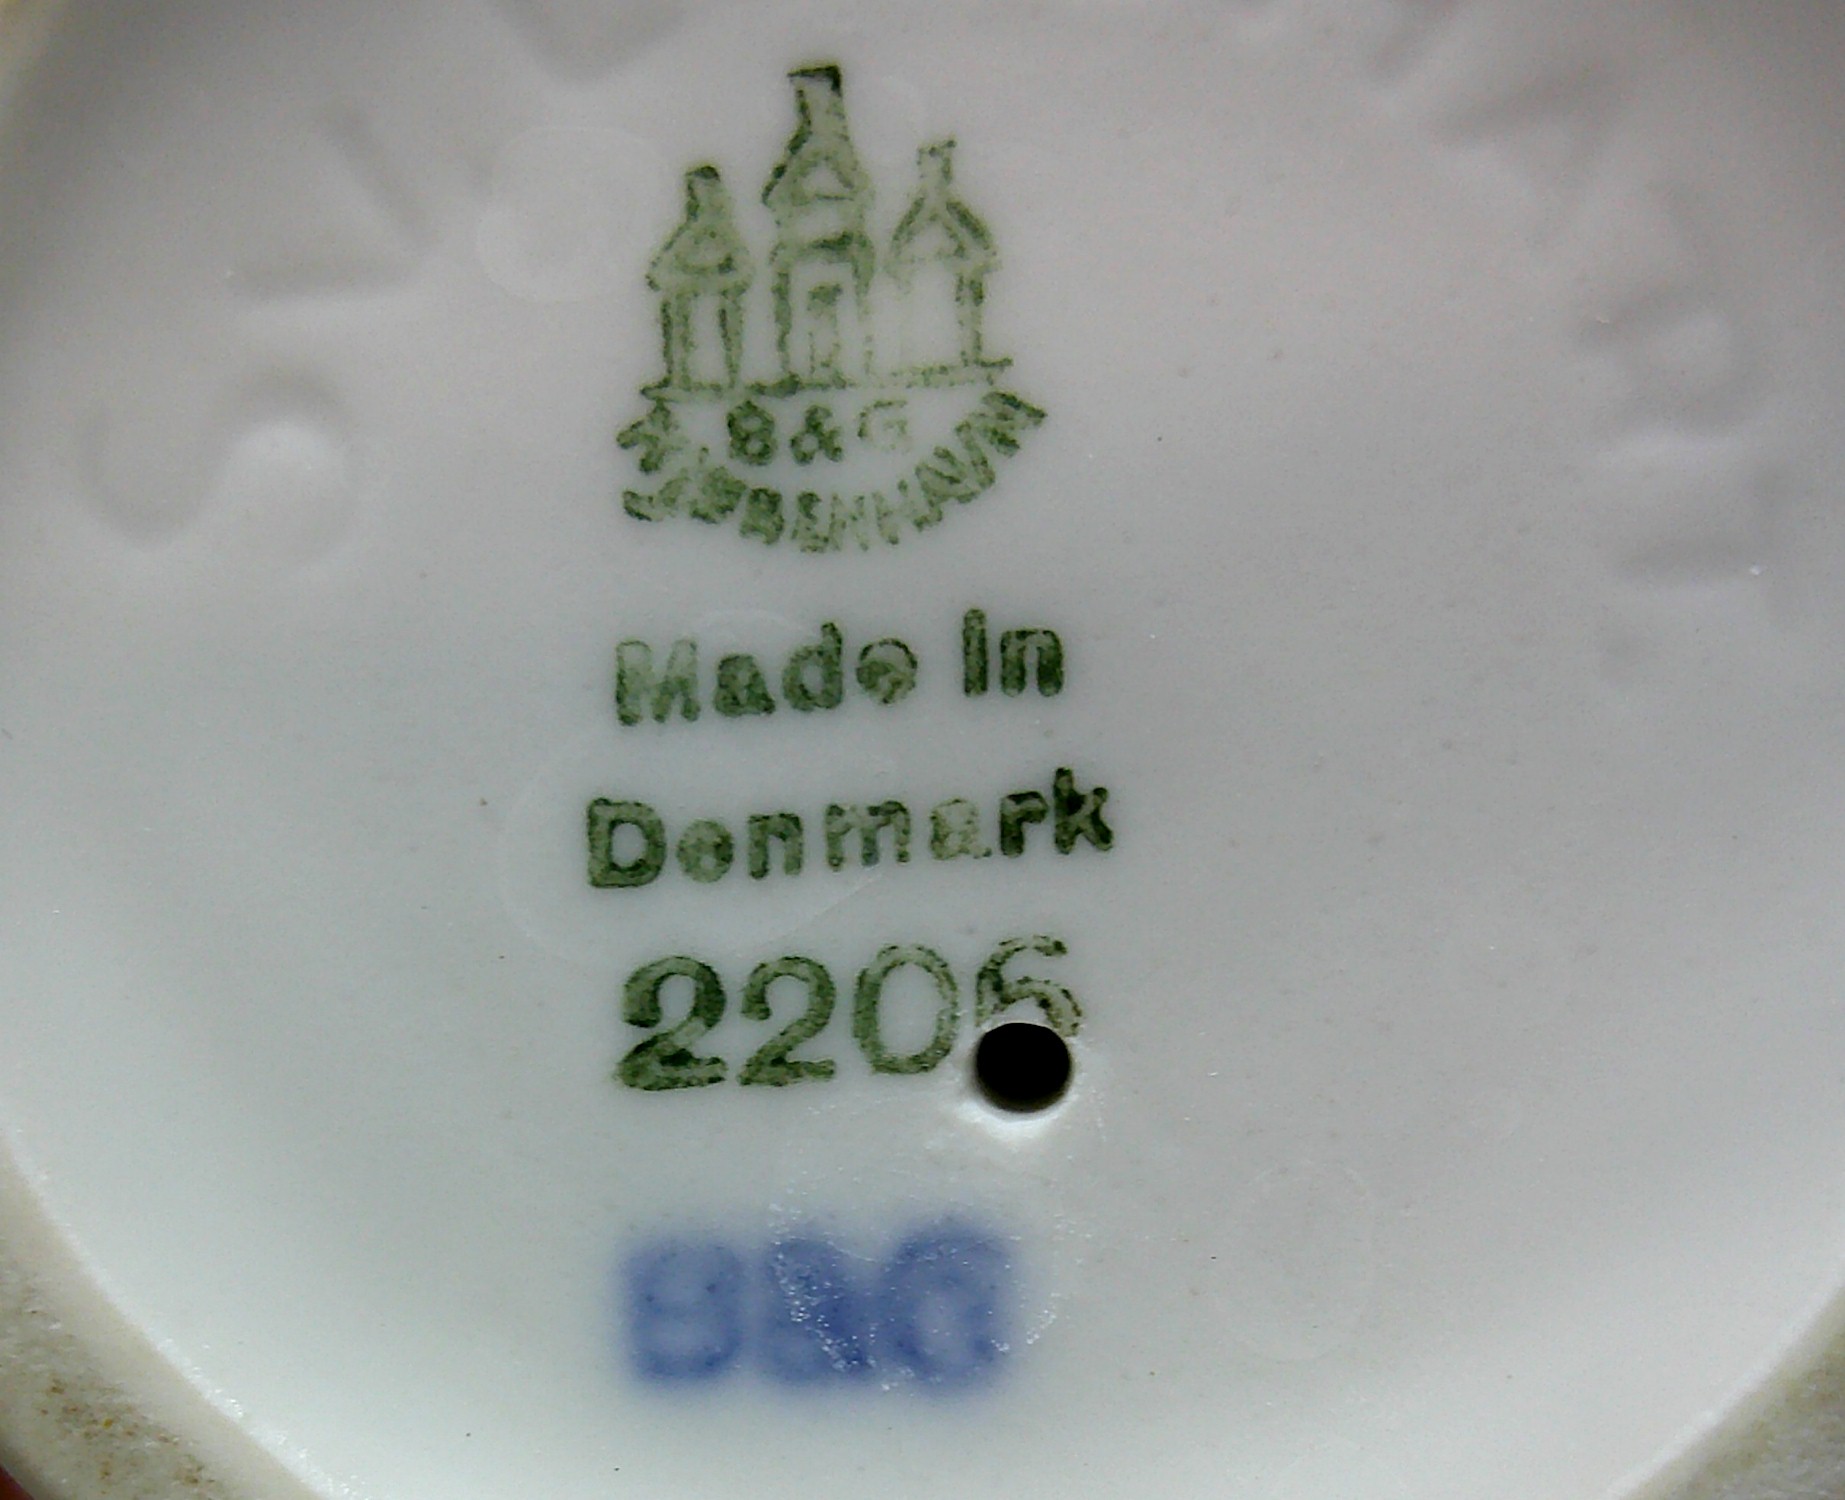 B&G
KJØBENHAVN
Made in
Denmark
2206
B&G